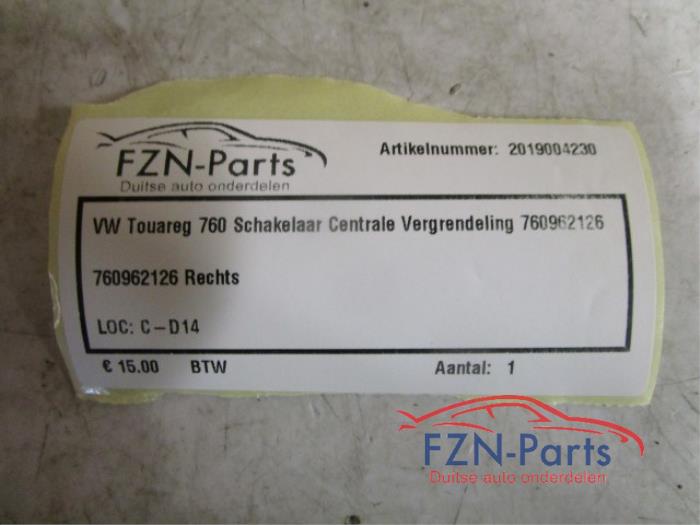 FZN-Parts
Duitse auto onderdelen
Artikelnummer: 2019004230
VW Touareg 760 Schakelaar Centrale Vergrendeling 760962126
760962126 Rechts
LOC: C-D14
€ 15.00 BTW
Aantal: 1
FZN-Parts
Duitse auto onderdelen